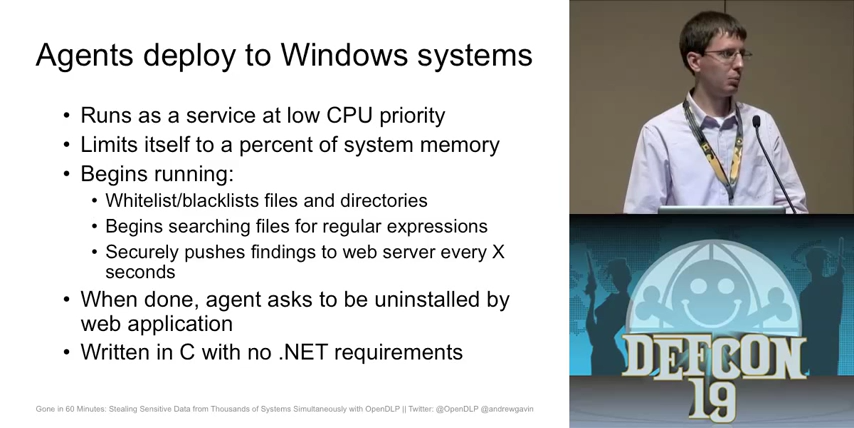 Agents deploy to Windows systems
• Runs as a service at low CPU priority
• Limits itself to a percent of system memory
• Begins running:
• Whitelist/blacklists files and directories
• Begins searching files for regular expressions
• Securely pushes findings to web server every X
seconds
• When done, agent asks to be uninstalled by
web application
• Written in C with no .NET requirements
Gone in 60 Minutes: Stealing Sensitive Data from Thousands of Systems Simultaneously with OpenDLP || Twitter: @OpenDLP @andrewgavin
DEFCON
19